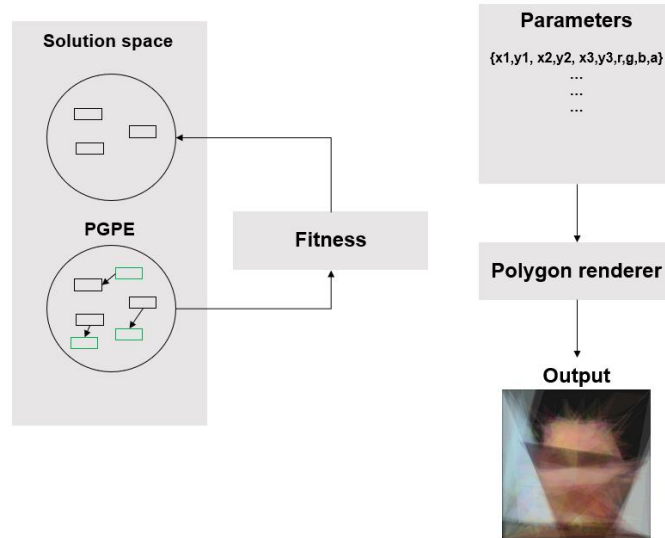 Solution space
PGPE
Fitness
Parameters
{x1,y1, x2,y2, x3,y3,r,g,b,a}
...
...
...
Polygon renderer
Output